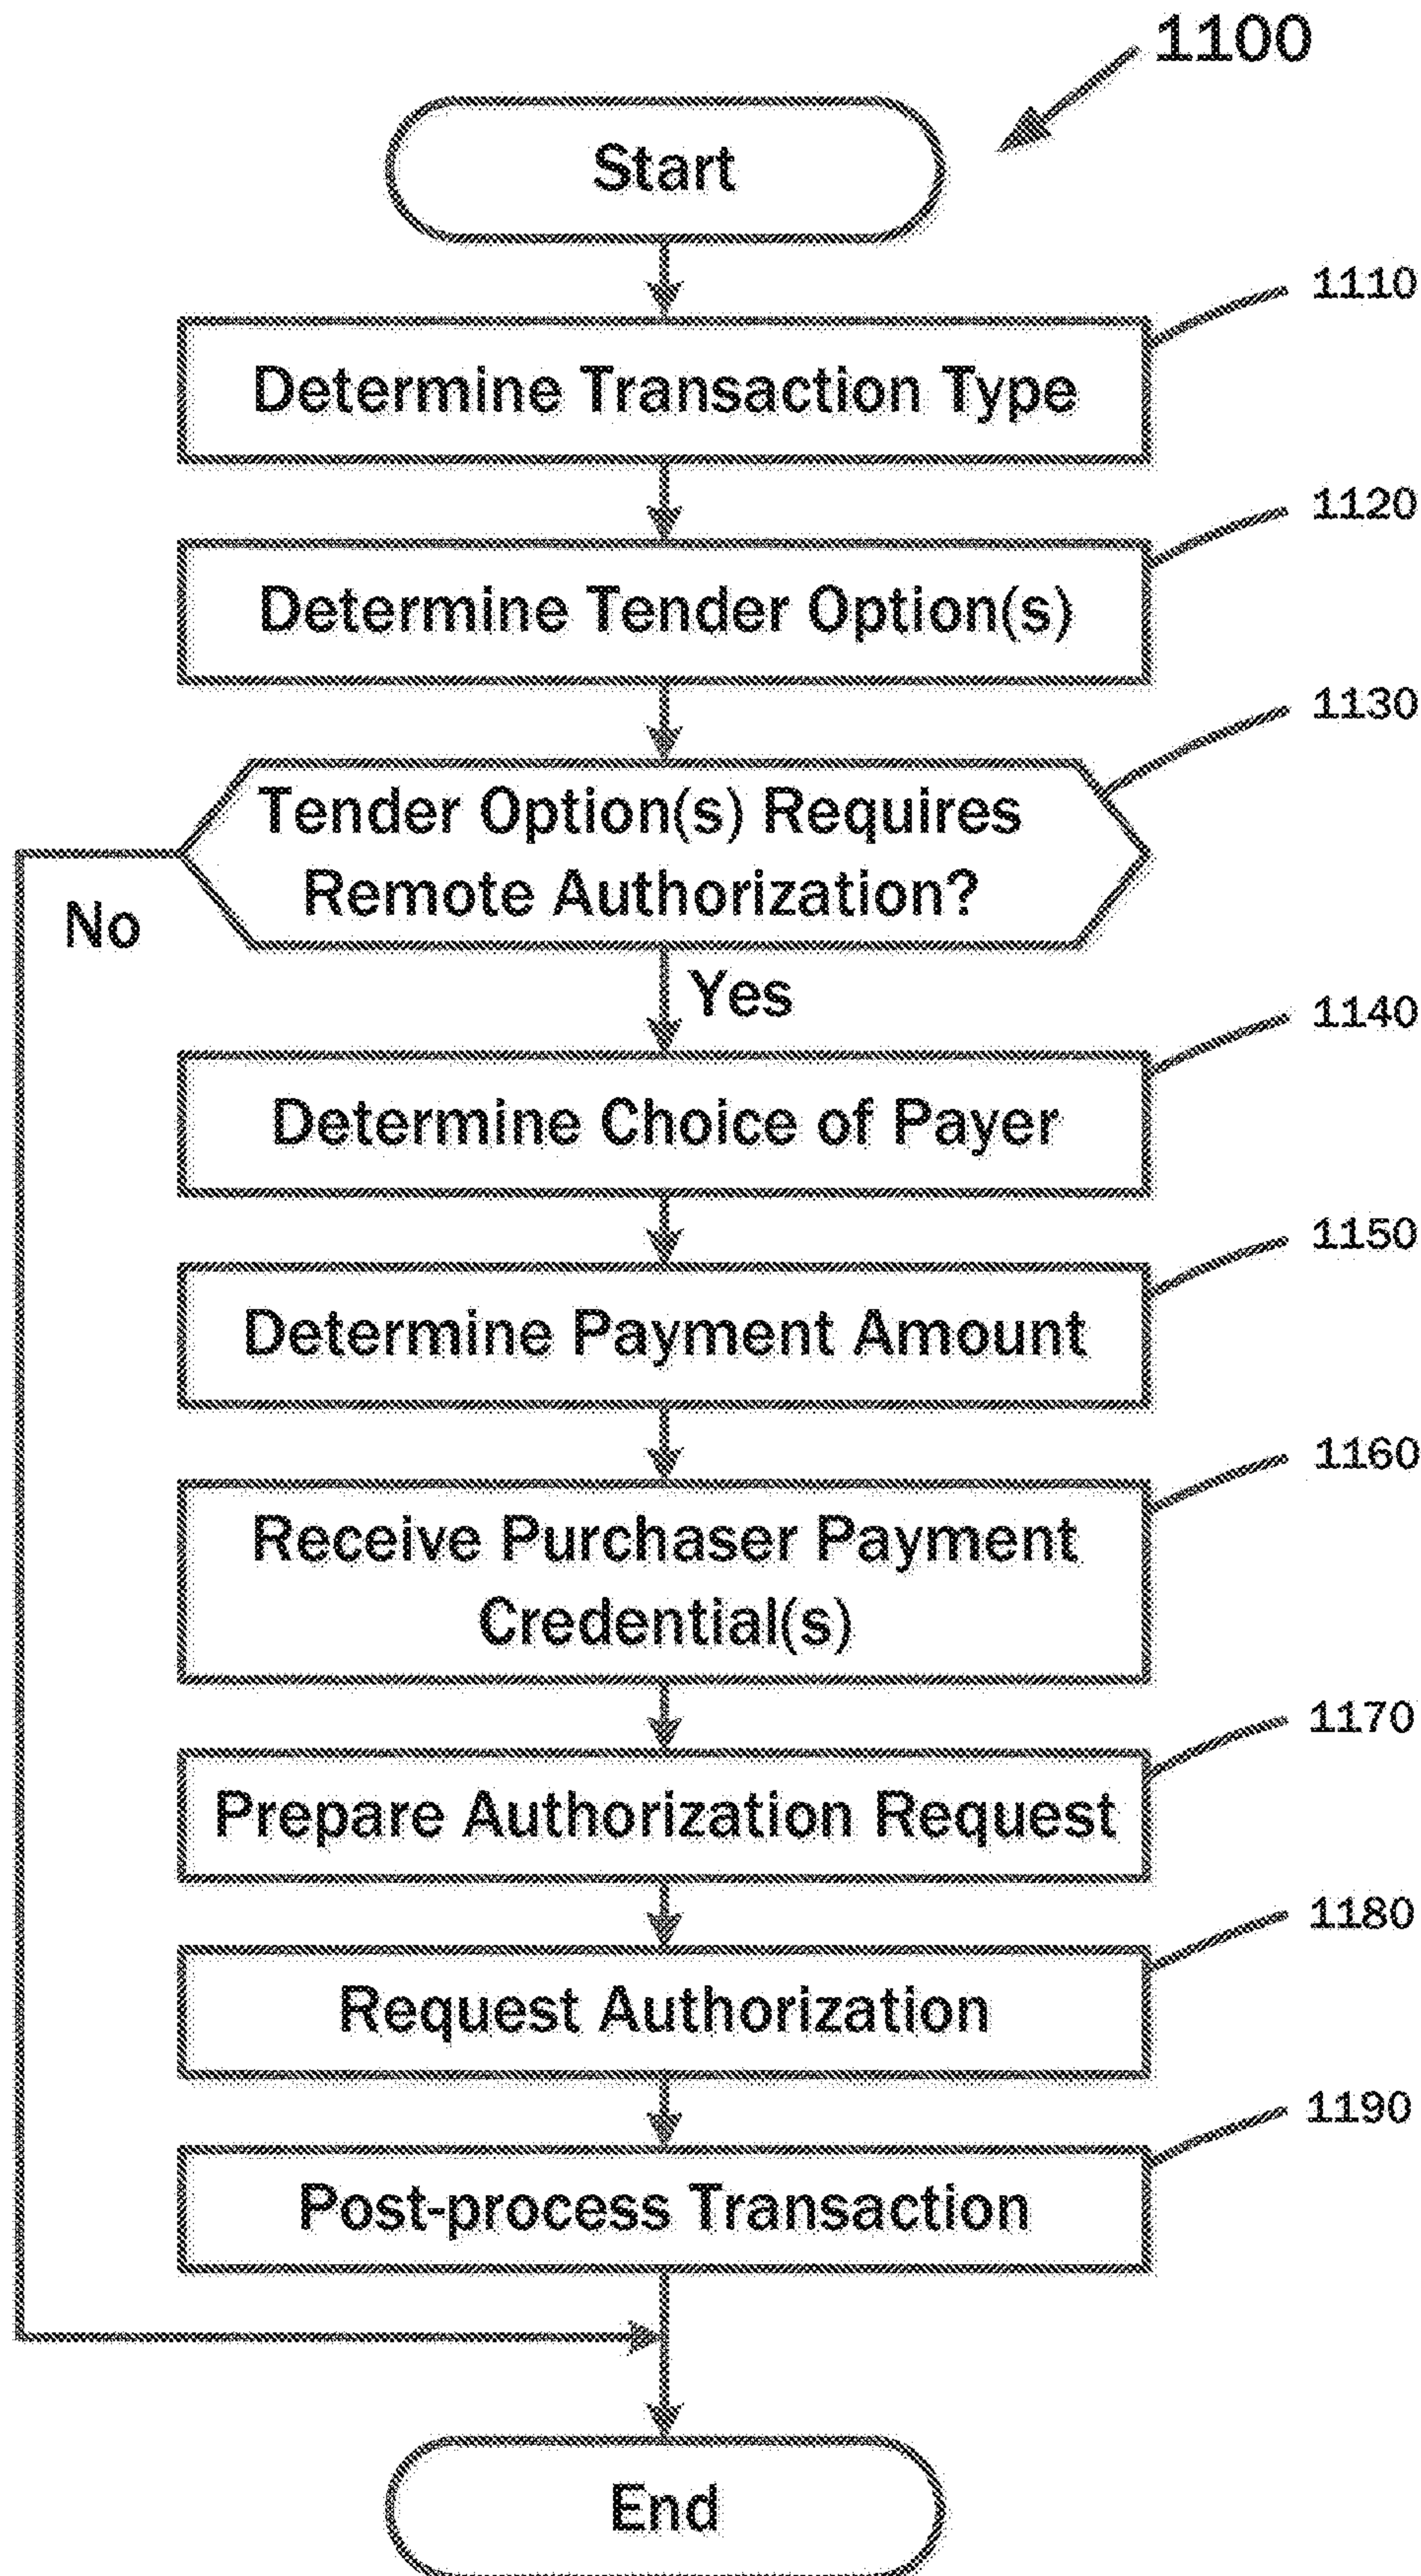 1100
Start
1110
Determine Transaction Type
1120
Determine Tender Option(s)
1130
Tender Option(s) Requires
Remote Authorization?
No
Yes
1140
Determine Choice of Payer
1150
Determine Payment Amount
1160
Receive Purchaser Payment
Credential(s)
1170
Prepare Authorization Request
1180
Request Authorization
1190
Post-process Transaction
End